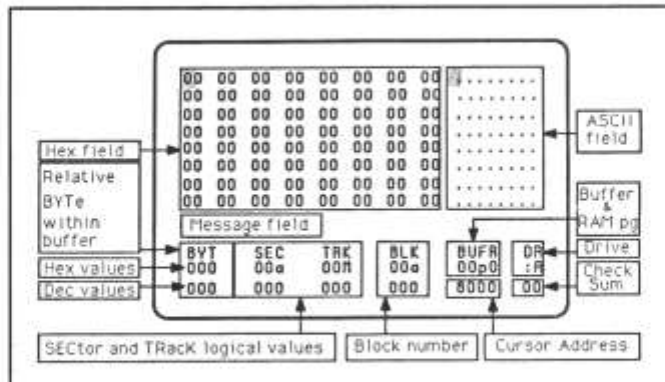 00 00 00 00 00 00 00 00 ........
00 00 00 00 00 00 00 00 ........
00 00 00 00 00 00 00 00 ........
00 00 00 00 00 00 00 00 ........
00 00 00 00 00 00 00 00 ........
00 00 00 00 00 00 00 00 ........
00 00 00 00 00 00 00 00 ........
00 00 00 00 00 00 00 00 ........
ASCII
field
Hex field
Relative
BYTe
within
buffer
Message field
Buffer
&
RAM pg
BYT SEC TRK BLK BUFR DR
Drive
Hex values
000 00a 00a 00p0 :A
Check
Sum
Dec values
000 000 000 000 00
SECtor and TRacK logical values
Block number
Cursor Address